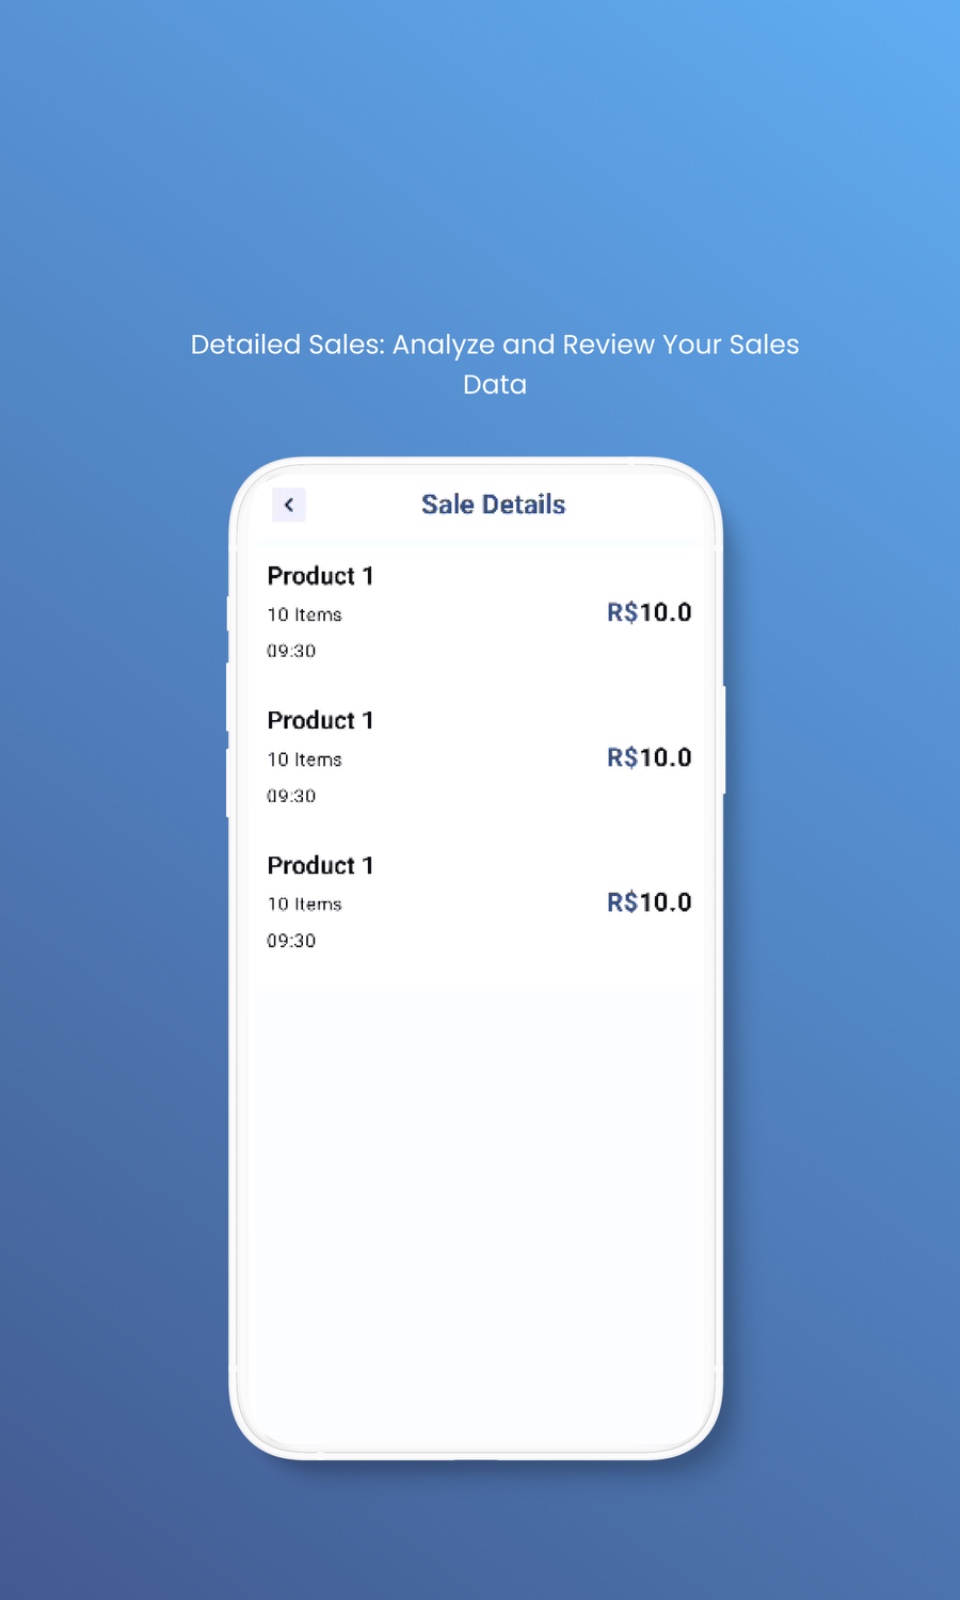 Detailed Sales: Analyze and Review Your Sales
Data
Sale Details
Product 1
10 Items
R$10.0
09:30
Product 1
10 Items
R$10.0
09:30
Product 1
10 Items
R$10.0
09:30